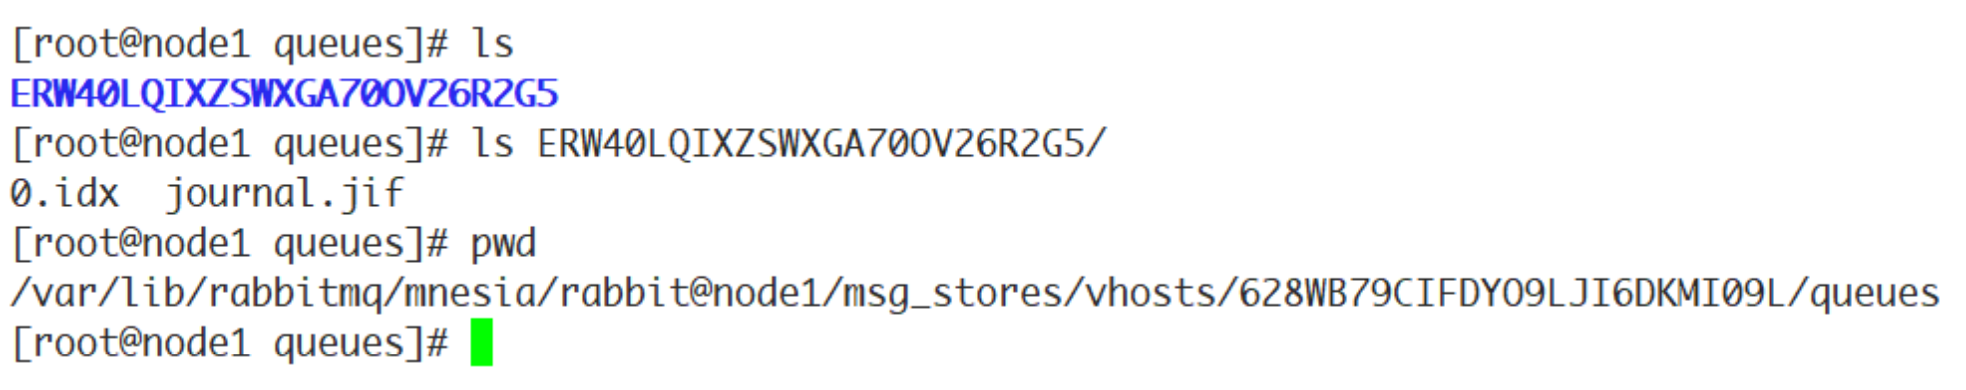 [root@node1 queues]# ls
ERW40LQIXZSWXGA70OV26R2G5
[root@node1 queues]# ls ERW40LQIXZSWXGA70OV26R2G5/
0.idx  journal.jif
[root@node1 queues]# pwd
/var/lib/rabbitmq/mnesia/rabbit@node1/msg_stores/vhosts/628WB79CIFDYO9LJI6DKMI09L/queues
[root@node1 queues]#